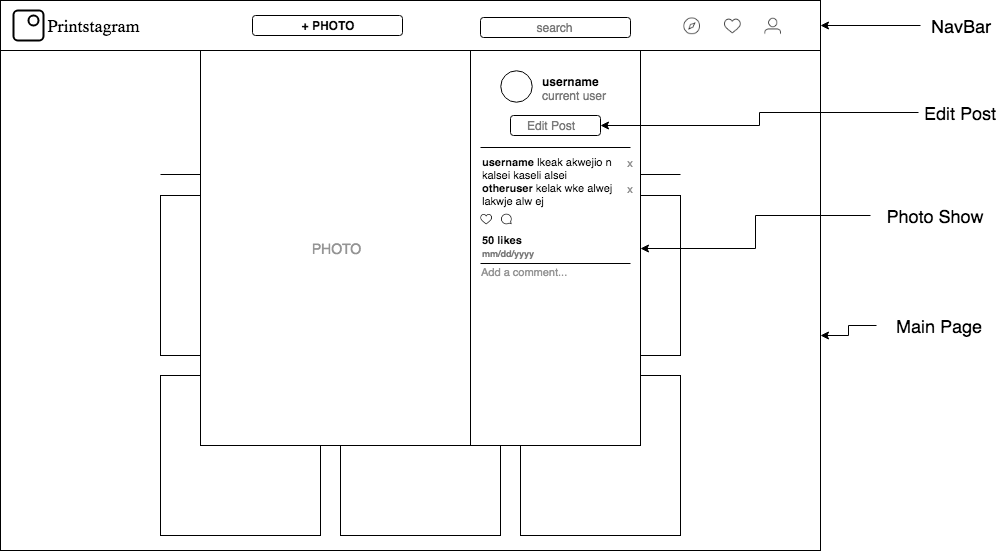 Printstagram
+ PHOTO
search
NavBar
username
current user
Edit Post
Edit Post
username lkeak akwejio n x
kalsei kaseli alsei
otheruser kelak wke alwej x
lakwje alw ej
50 likes
mm/dd/yyyy
Add a comment...
PHOTO
Photo Show
Main Page